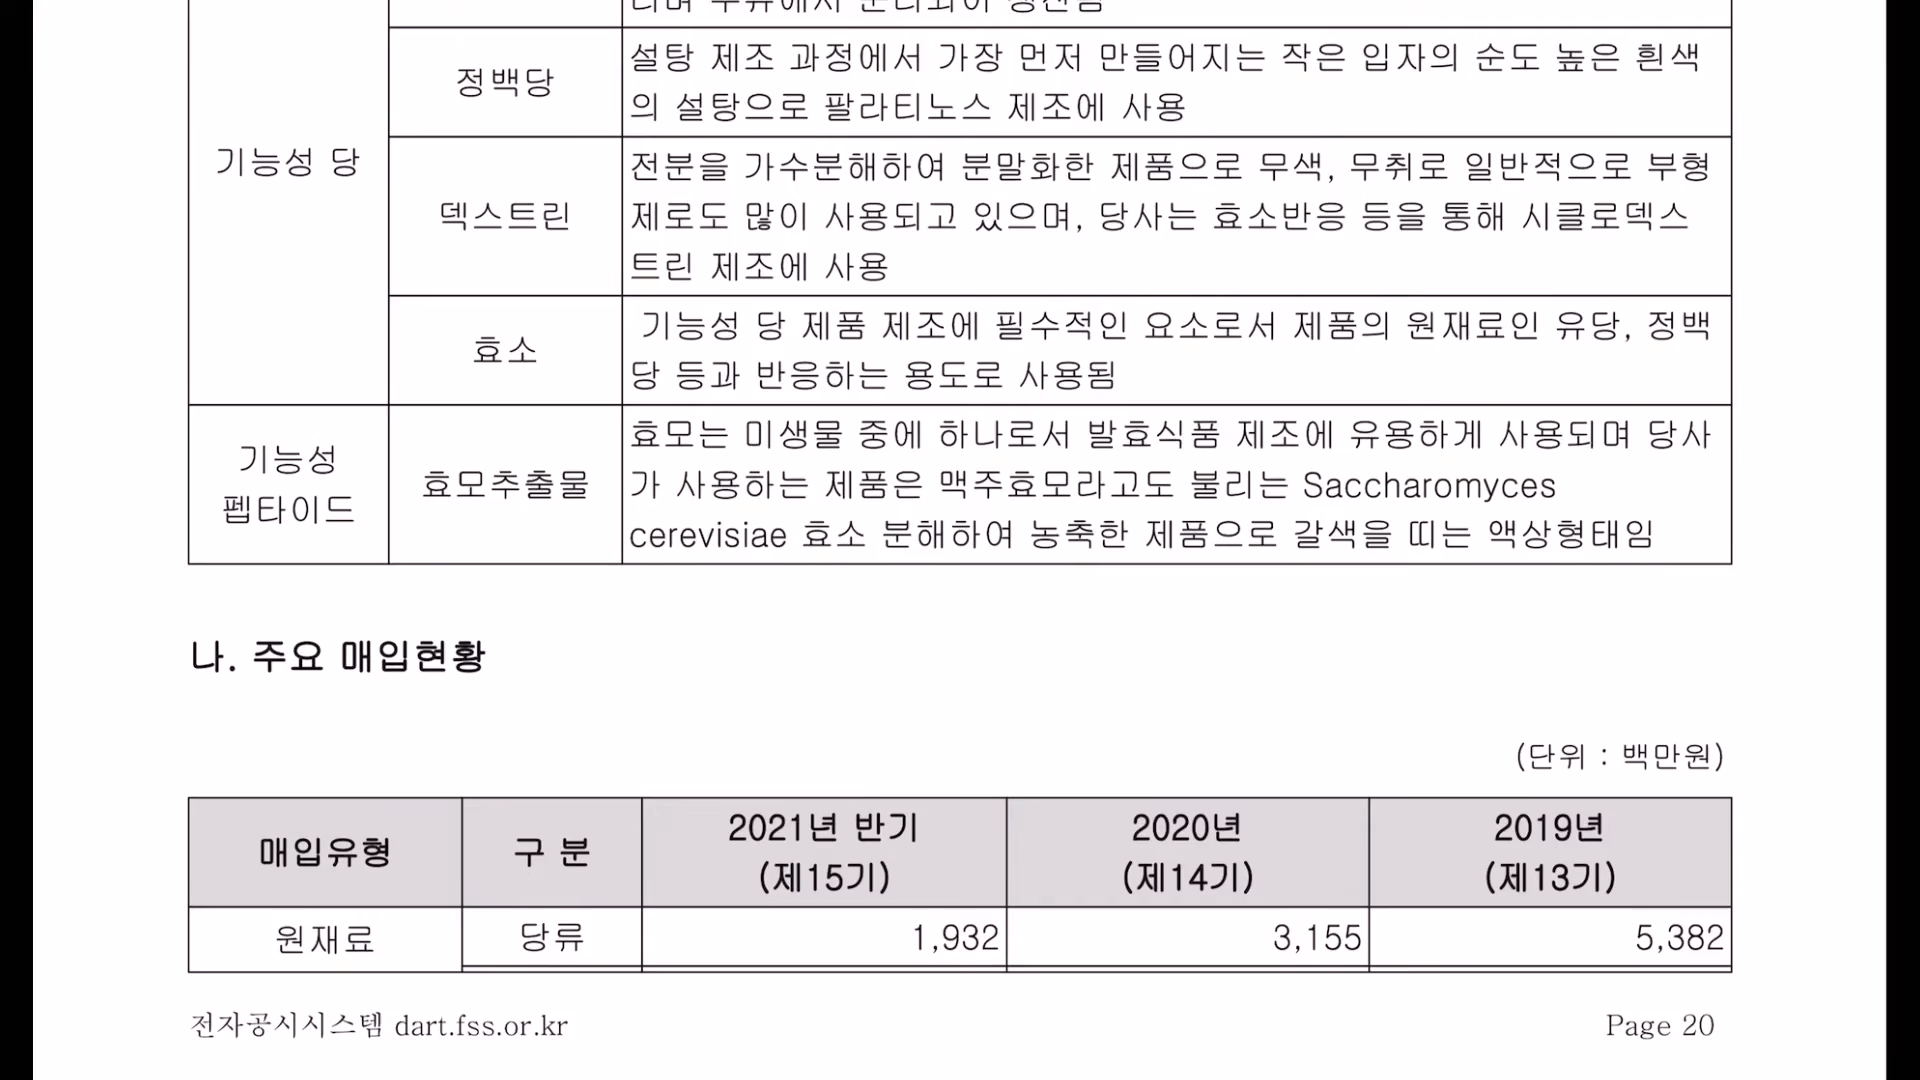 정백당
설탕 제조 과정에서 가장 먼저 만들어지는 작은 입자의 순도 높은 흰색
의 설탕으로 팔라티노스 제조에 사용
기능성 당
덱스트린
전분을 가수분해하여 분말화한 제품으로 무색, 무취로 일반적으로 부형
제로도 많이 사용되고 있으며, 당사는 효소반응 등을 통해 시클로덱스
트린 제조에 사용
효소
기능성 당 제품 제조에 필수적인 요소로서 제품의 원재료인 유당, 정백
당 등과 반응하는 용도로 사용됨
기능성
펩타이드
효모추출물
효모는 미생물 중에 하나로서 발효식품 제조에 유용하게 사용되며 당사
가 사용하는 제품은 맥주효모라고도 불리는 Saccharomyces
cerevisiae 효소 분해하여 농축한 제품으로 갈색을 띠는 액상형태임
나. 주요 매입현황
(단위 : 백만원)
매입유형
구 분
2021년 반기
(제15기)
2020년
(제14기)
2019년
(제13기)
원재료
당류
1,932
3,155
5,382
전자공시시스템 dart.fss.or.kr
Page 20